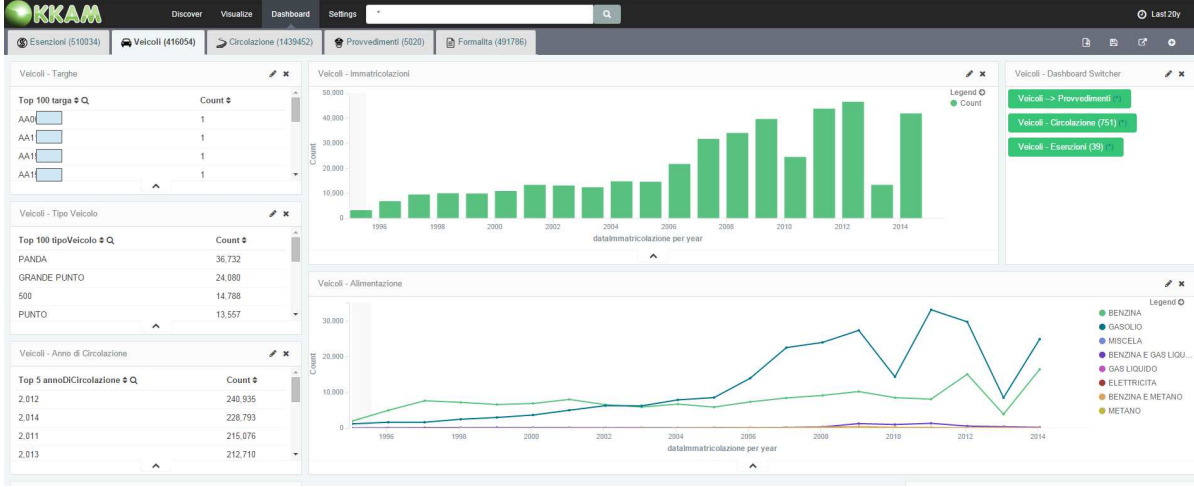 OKKAM Discover Visualize Dashboard Settings * Last 20y
Esenzioni (510034) Veicoli (416054) Circolazione (1439452) Provvedimenti (5020) Formalita (491786)
Veicoli - Targhe
Top 100 targa Count
AA0 1
AA1 1
AA1 1
AA1 1
Veicoli - Tipo Veicolo
Top 100 tipoVeicolo Count
PANDA 36,732
GRANDE PUNTO 24,080
500 14,788
PUNTO 13,557
Veicoli - Anno di Circolazione
Top 5 annoDiCircolazione Count
2,012 240,935
2,014 228,793
2,011 215,076
2,013 212,710
Veicoli - Immatricolazioni
Legend
Count
50,000
40,000
30,000
20,000
10,000
0
Count
1996 1998 2000 2002 2004 2006 2008 2010 2012 2014
dataImmatricolazione per year
Veicoli - Dashboard Switcher
Veicoli --> Provvedimenti (*)
Veicoli - Circolazione (751) (*)
Veicoli - Esenzioni (39) (*)
Veicoli - Alimentazione
Legend
BENZINA
GASOLIO
MISCELA
BENZINA E GAS LIQU...
GAS LIQUIDO
ELETTRICITA
BENZINA E METANO
METANO
30,000
20,000
10,000
0
Count
1996 1998 2000 2002 2004 2006 2008 2010 2012 2014
dataImmatricolazione per year